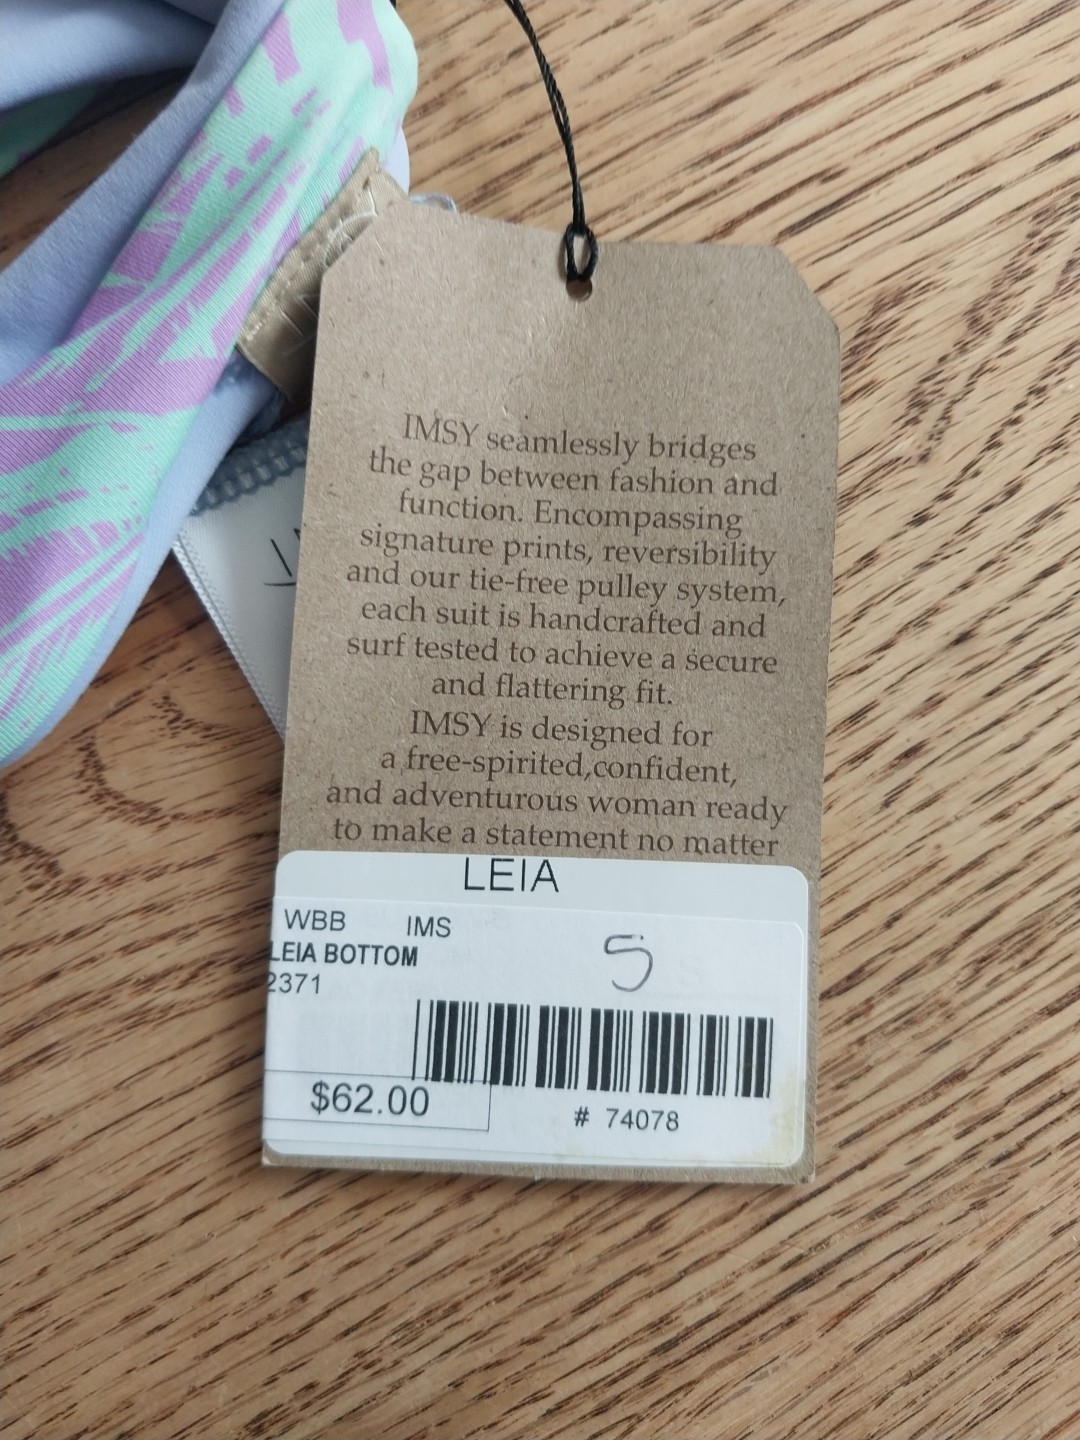 IMSY seamlessly bridges
the gap between fashion and
function. Encompassing
signature prints, reversibility
and our tie-free pulley system,
each suit is handcrafted and
surf tested to achieve a secure
and flattering fit.
IMSY is designed for
a free-spirited,confident,
and adventurous woman ready
to make a statement no matter
LEIA
WBB IMS
LEIA BOTTOM
2371
S
$62.00
# 74078